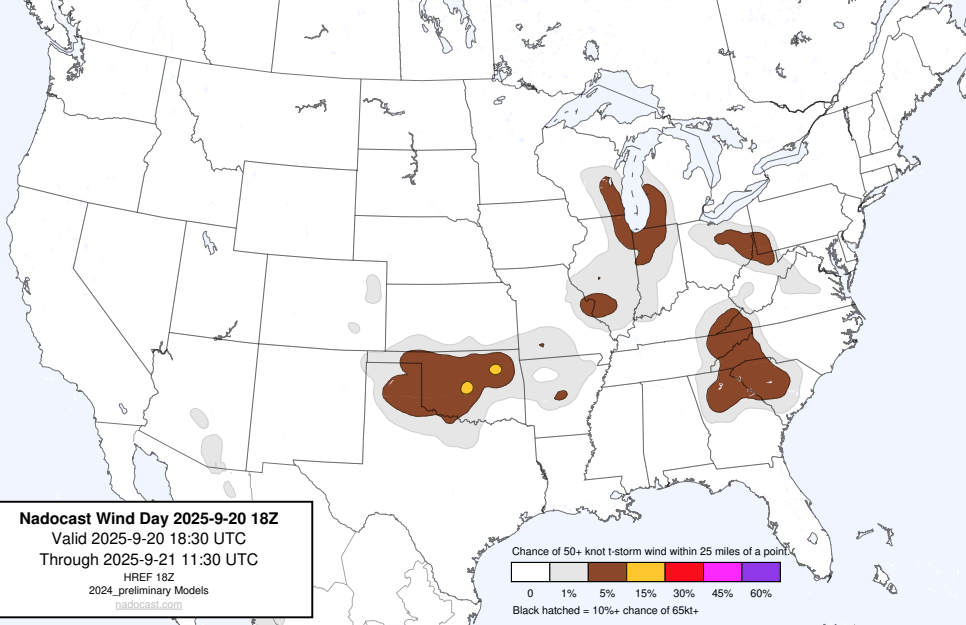 Nadocast Wind Day 2025-9-20 18Z
Valid 2025-9-20 18:30 UTC
Through 2025-9-21 11:30 UTC
HREF 18Z
2024_preliminary Models
nadocast.com
Chance of 50+ knot t-storm wind within 25 miles of a point.
0 1% 5% 15% 30% 45% 60%
Black hatched = 10%+ chance of 65kt+